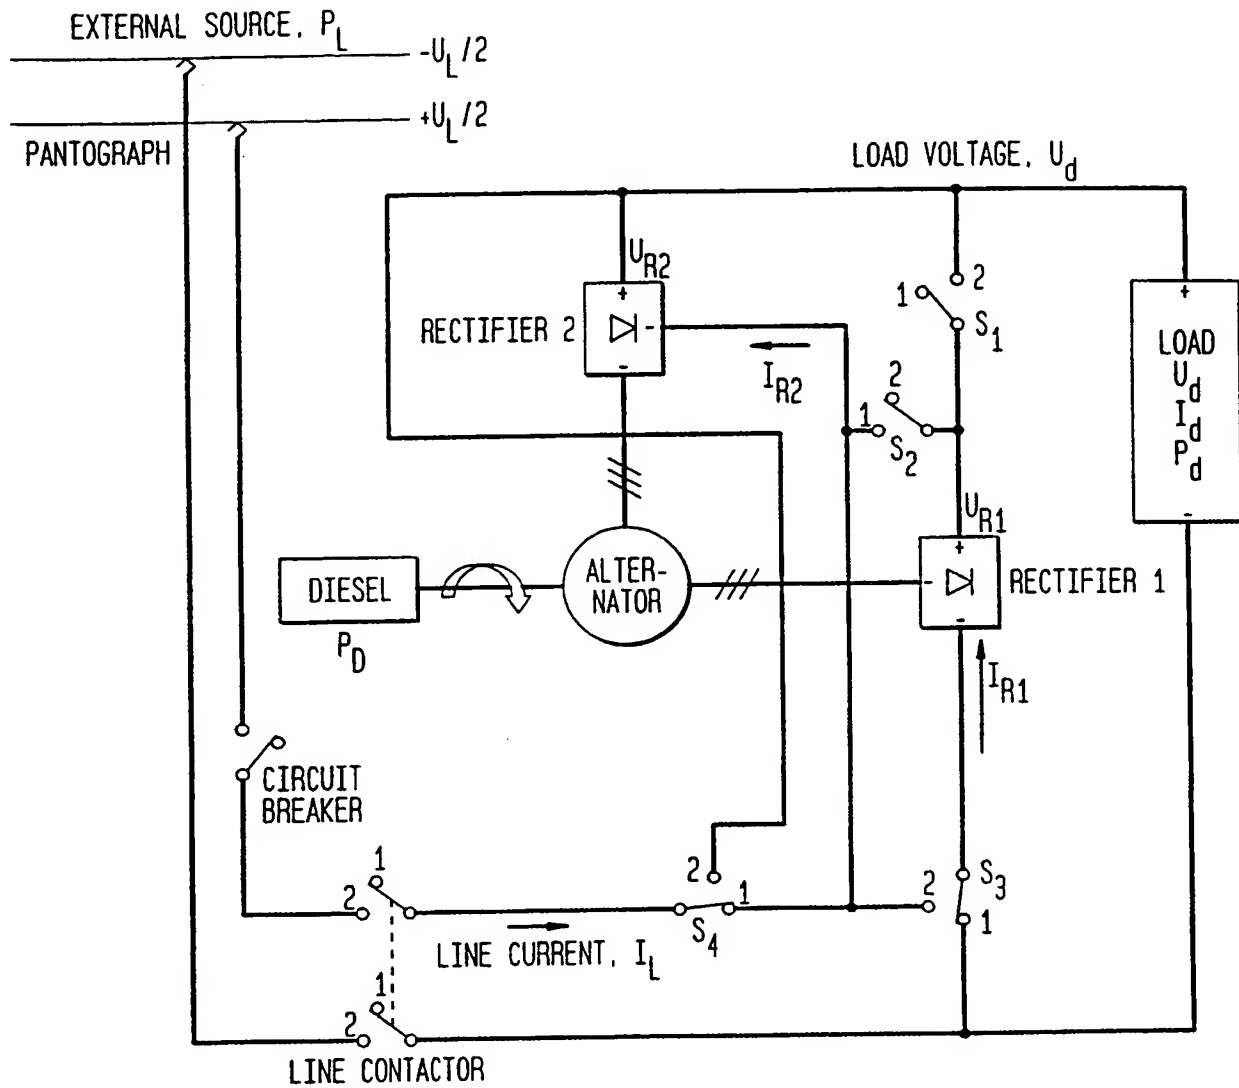 EXTERNAL SOURCE, P_L
-U_L/2
+U_L/2
PANTOGRAPH
LOAD VOLTAGE, U_d
U_R2
+
-
-
RECTIFIER 2
I_R2
1
2
S_1
2
1
S_2
+
LOAD
U_d
I_d
P_d
-
U_R1
+
-
-
RECTIFIER 1
I_R1
DIESEL
P_D
ALTER-
NATOR
CIRCUIT
BREAKER
1
2
LINE CURRENT, I_L
2
1
S_4
2
S_3
1
1
2
LINE CONTACTOR